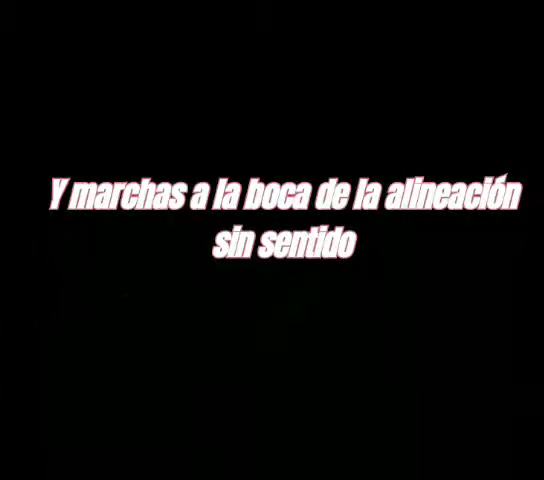 Y marchas a la boca de la alineación
sin sentido